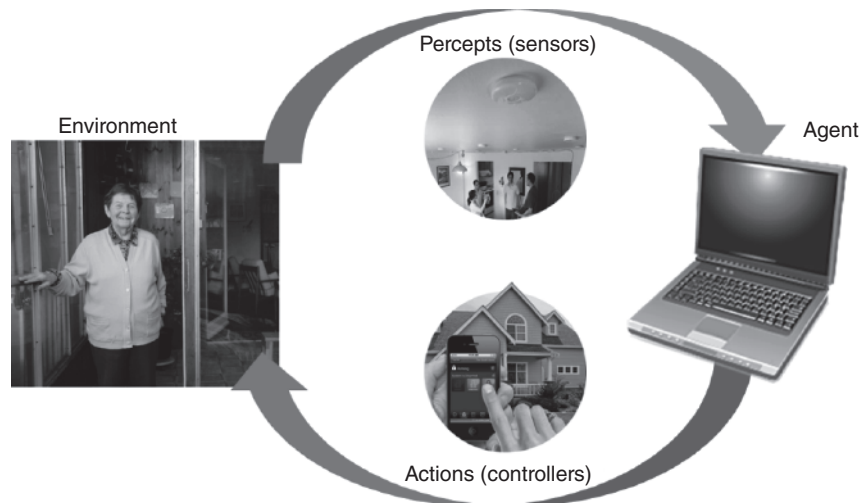 Percepts (sensors)
Environment
Agent
Actions (controllers)